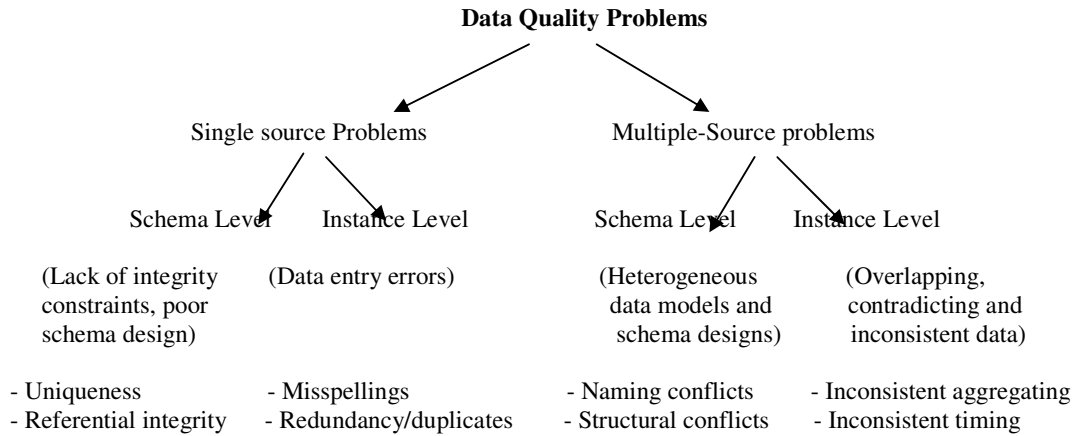 Data Quality Problems
Single source Problems
Multiple-Source problems
Schema Level
Instance Level
Schema Level
Instance Level
(Lack of integrity
constraints, poor
schema design)
(Data entry errors)
(Heterogeneous
data models and
schema designs)
(Overlapping,
contradicting and
inconsistent data)
- Uniqueness
- Referential integrity
- Misspellings
- Redundancy/duplicates
- Naming conflicts
- Structural conflicts
- Inconsistent aggregating
- Inconsistent timing